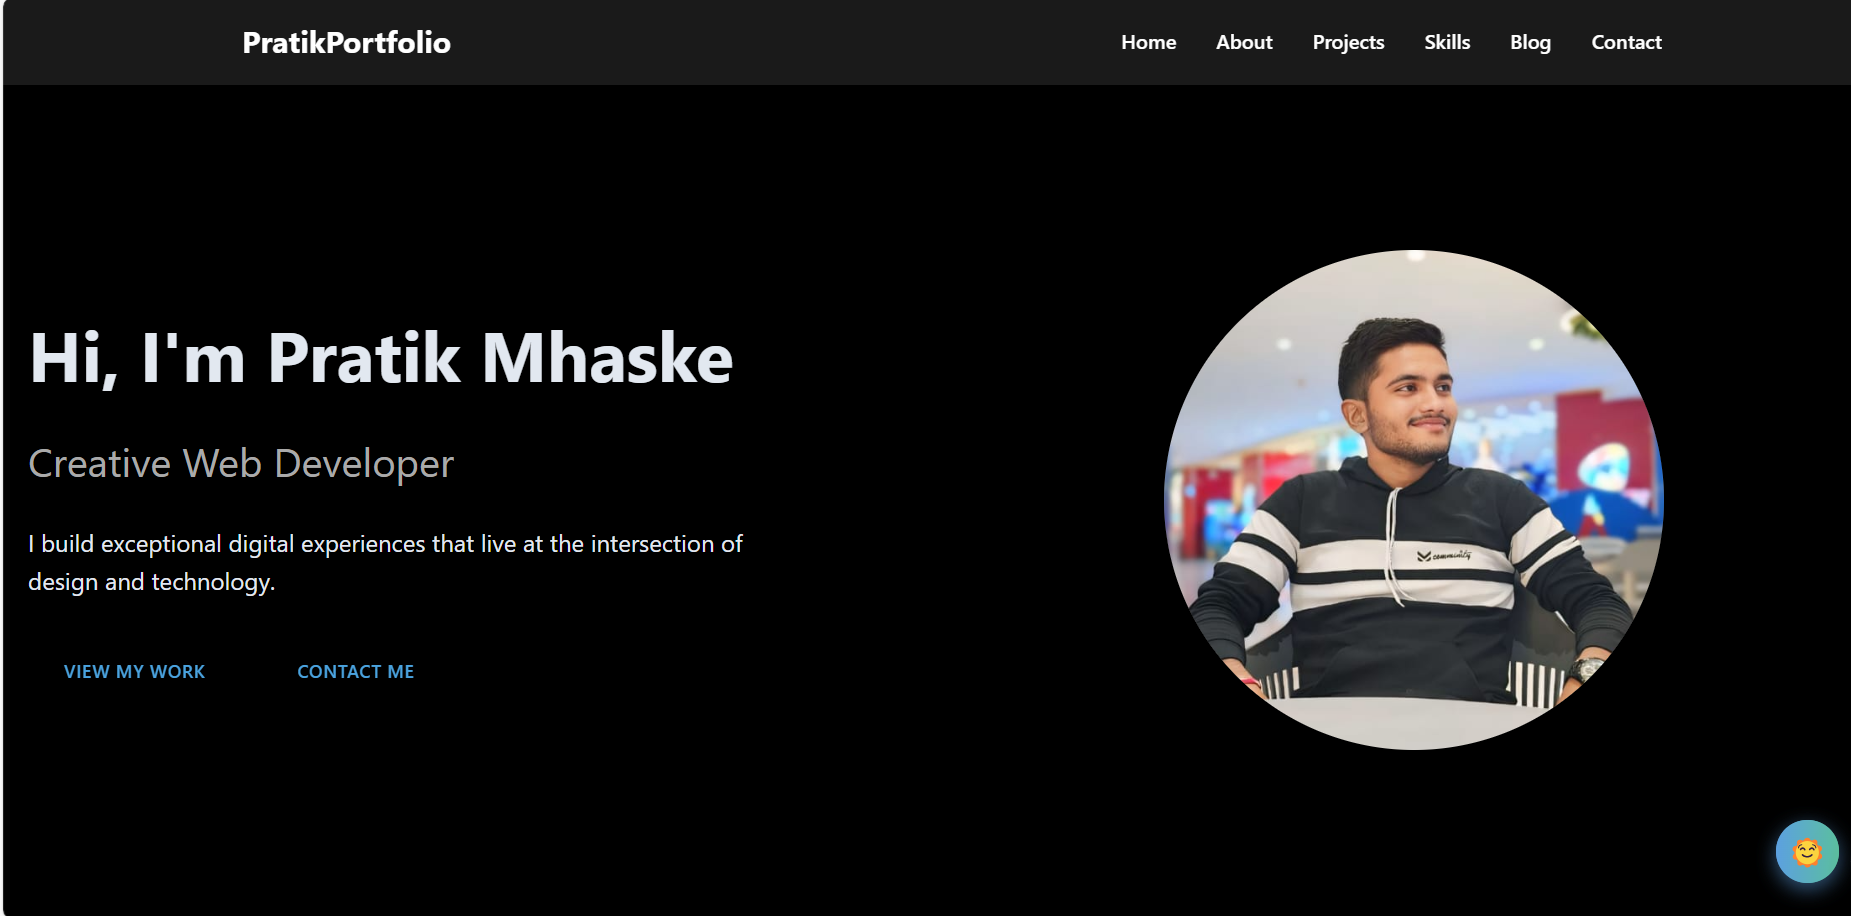 PratikPortfolio
Home About Projects Skills Blog Contact
Hi, I'm Pratik Mhaske
Creative Web Developer
I build exceptional digital experiences that live at the intersection of
design and technology.
VIEW MY WORK CONTACT ME